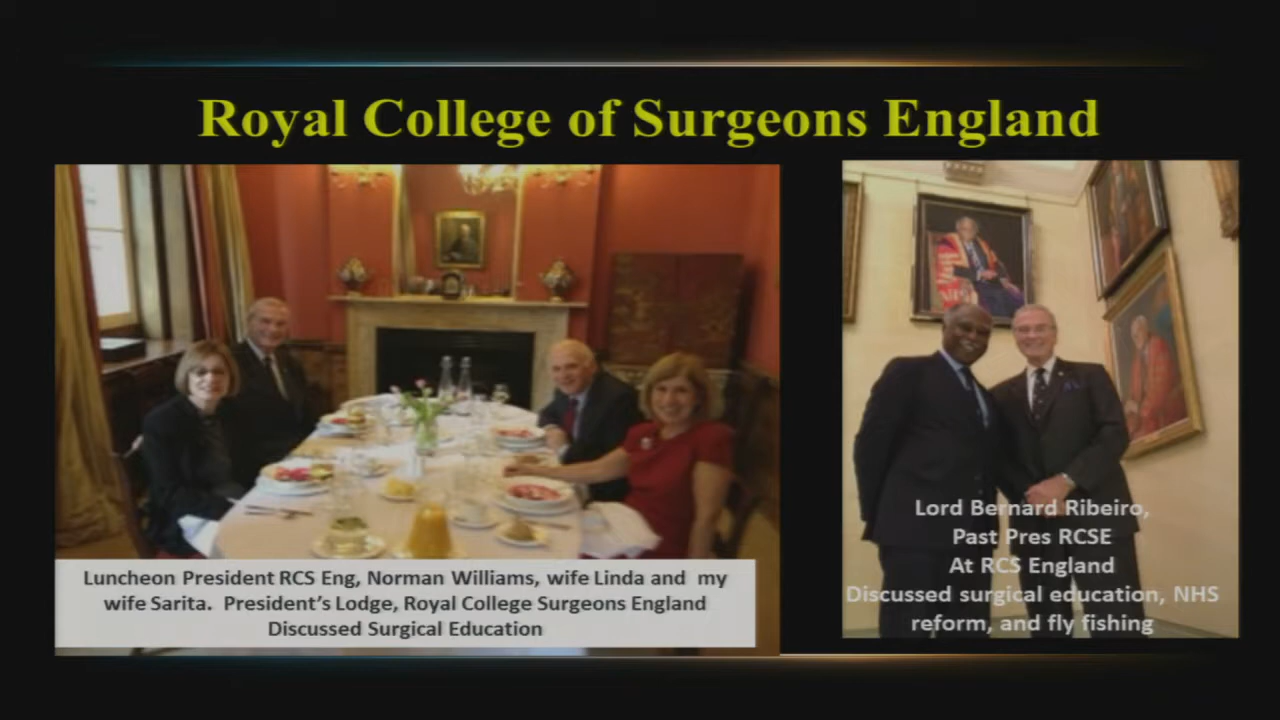 Royal College of Surgeons England
Luncheon President RCS Eng, Norman Williams, wife Linda and my
wife Sarita. President's Lodge, Royal College Surgeons England
Discussed Surgical Education
Lord Bernard Ribeiro,
Past Pres RCSE
At RCS England
Discussed surgical education, NHS
reform, and fly fishing